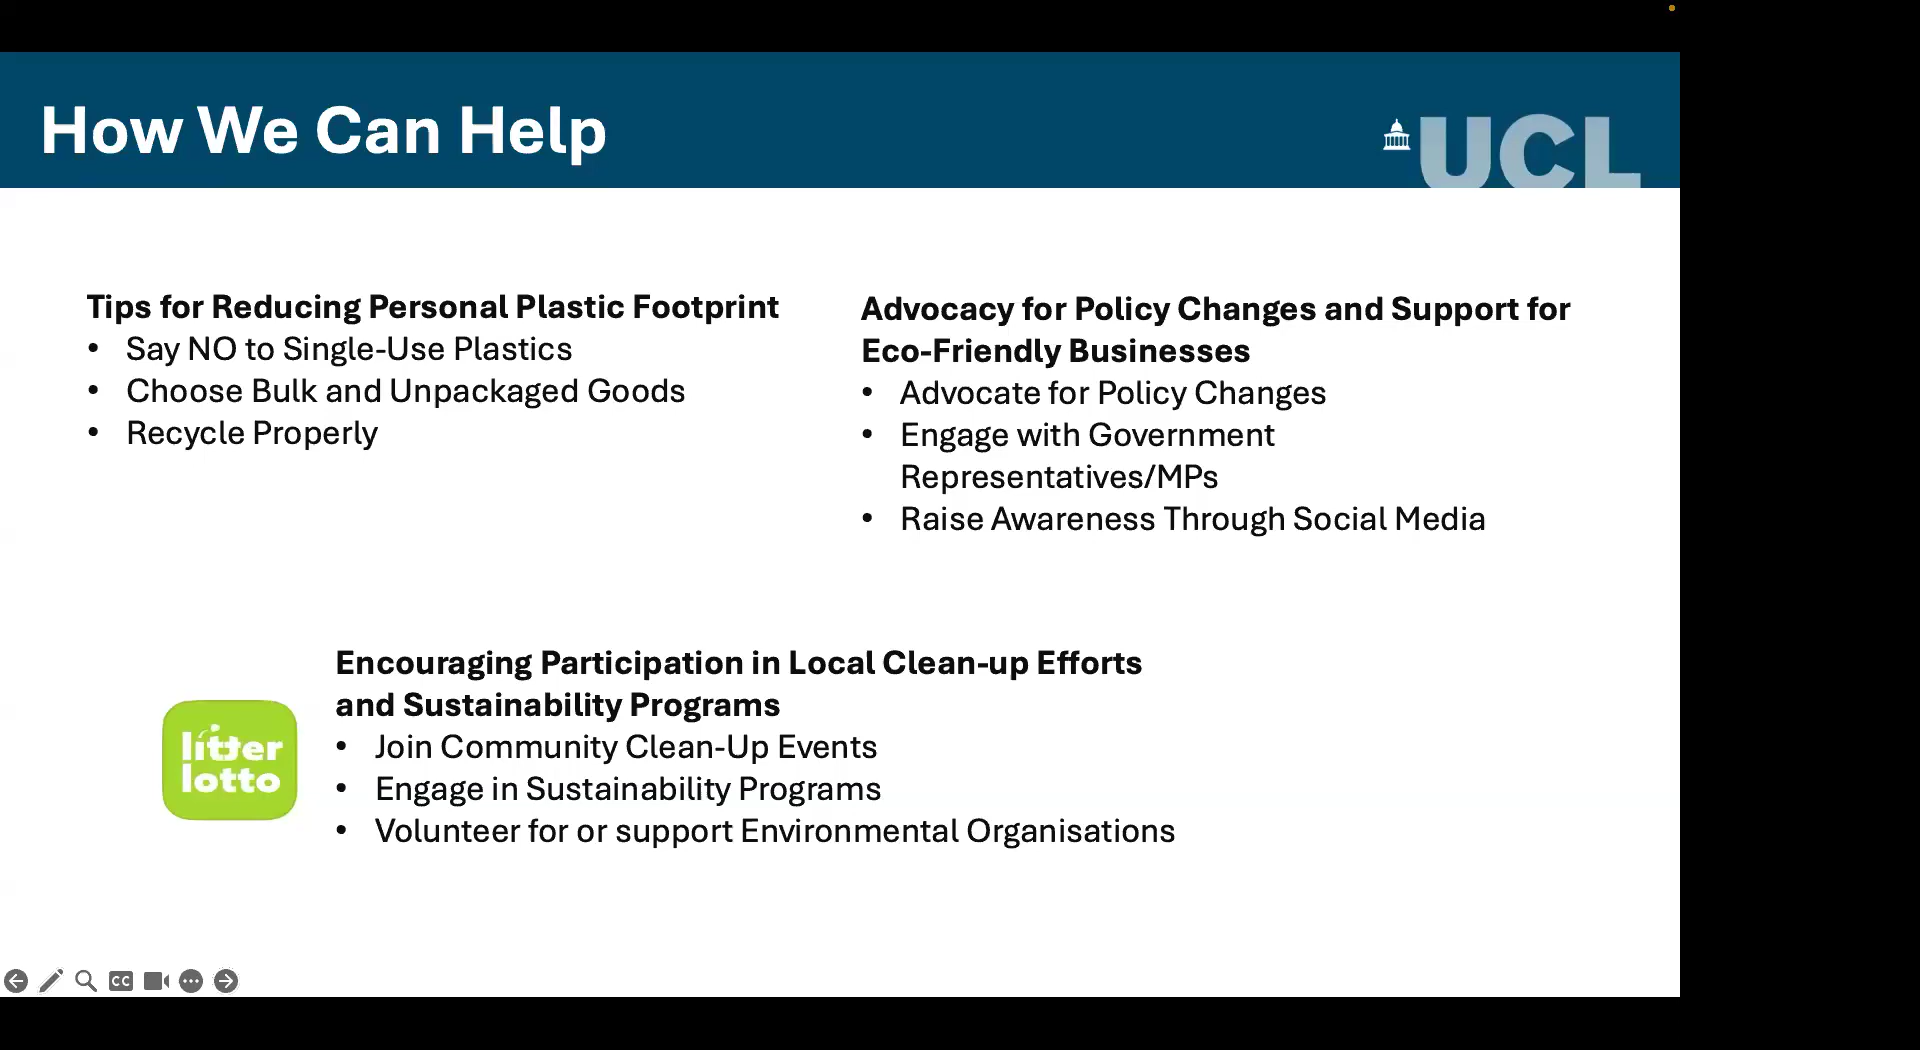 How We Can Help
UCL
Tips for Reducing Personal Plastic Footprint
• Say NO to Single-Use Plastics
• Choose Bulk and Unpackaged Goods
• Recycle Properly
Advocacy for Policy Changes and Support for
Eco-Friendly Businesses
• Advocate for Policy Changes
• Engage with Government
Representatives/MPs
• Raise Awareness Through Social Media
Encouraging Participation in Local Clean-up Efforts
and Sustainability Programs
• Join Community Clean-Up Events
• Engage in Sustainability Programs
• Volunteer for or support Environmental Organisations
litter
lotto
CC